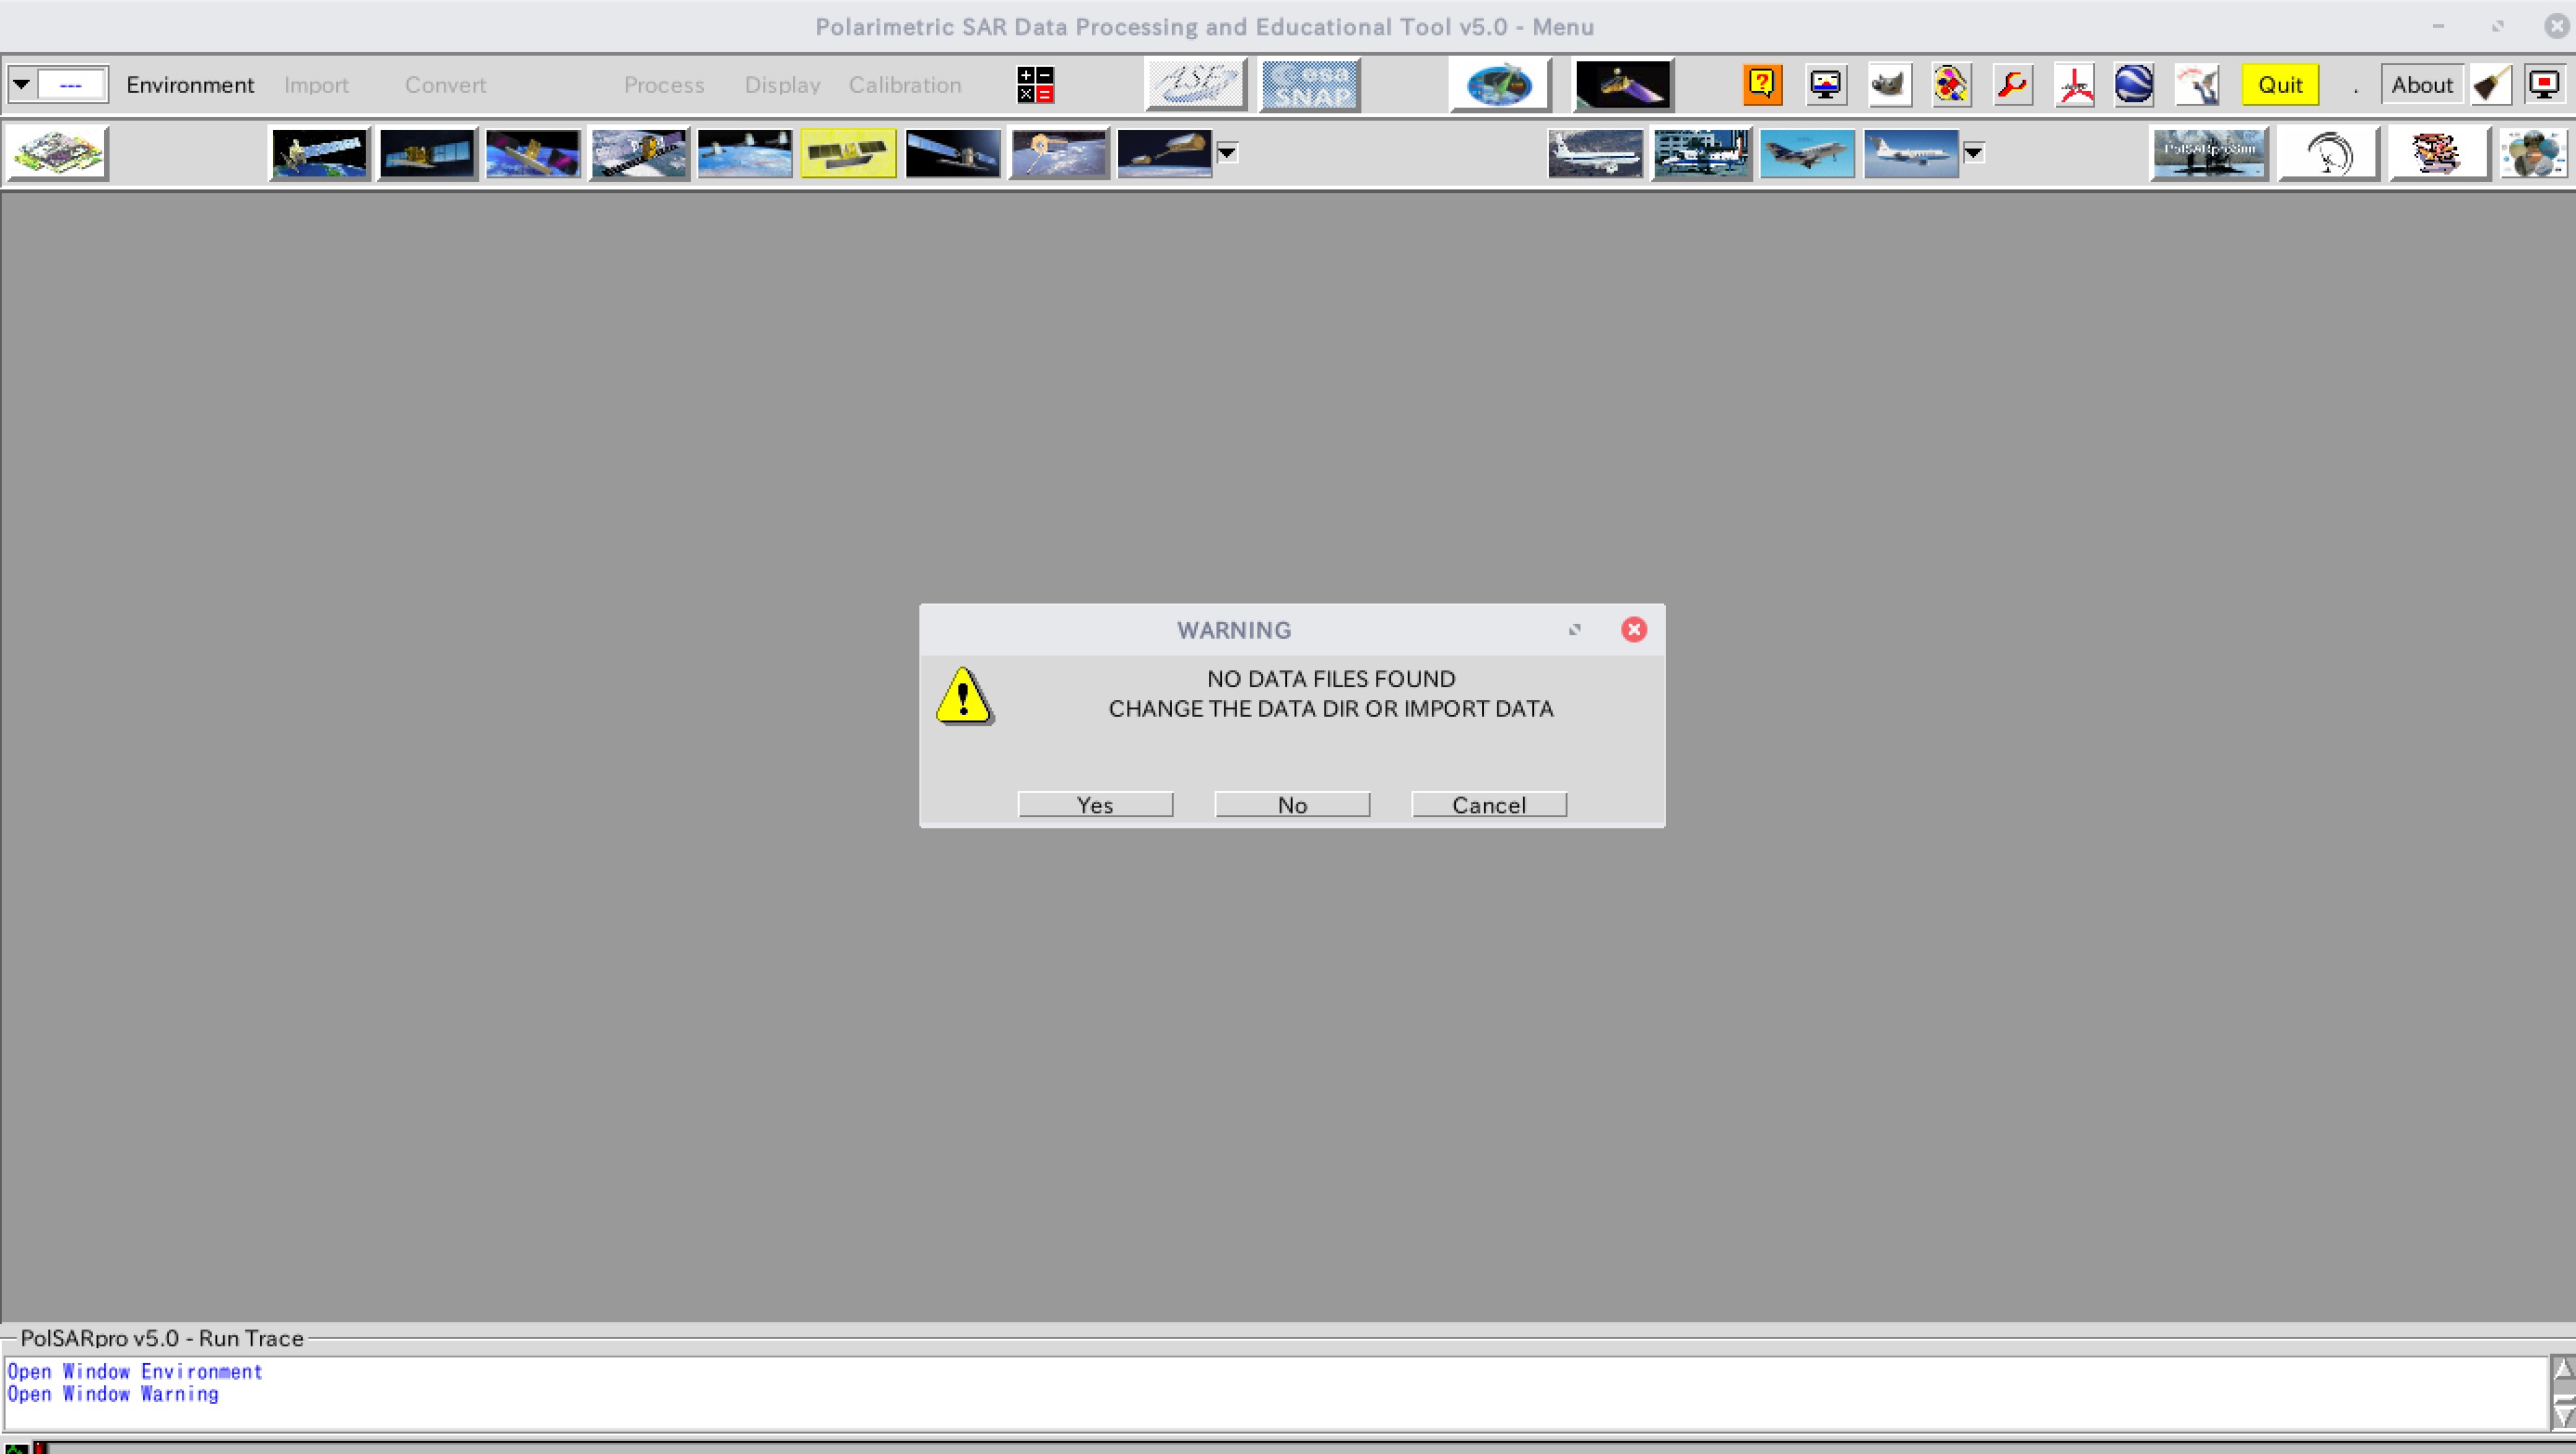 Polarimetric SAR Data Processing and Educational Tool v5.0 - Menu
--- Environment Import Convert Process Display Calibration ASF esa SNAP Quit . About
PolSARproSim
WARNING
NO DATA FILES FOUND
CHANGE THE DATA DIR OR IMPORT DATA
Yes No Cancel
PolSARpro v5.0 - Run Trace
Open Window Environment
Open Window Warning